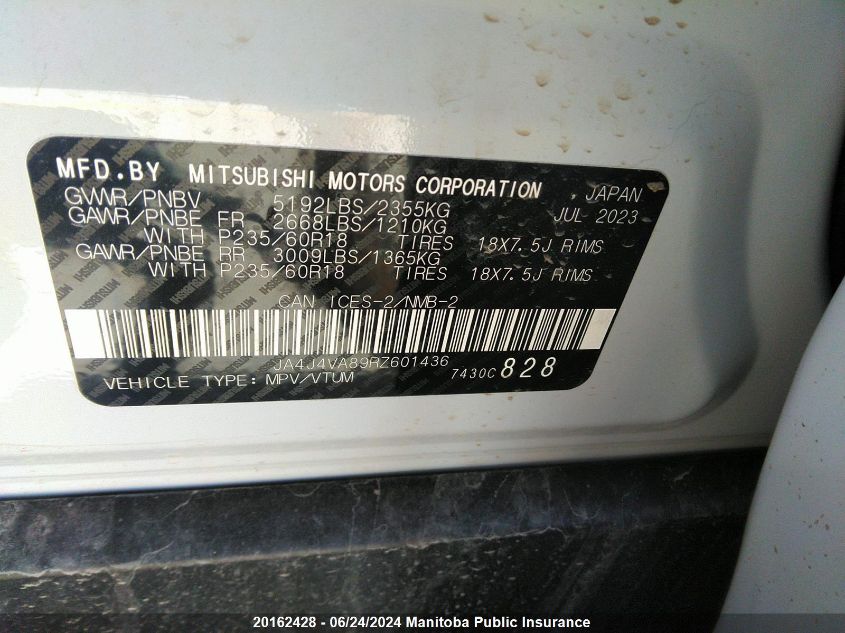 MFD.BY MITSUBISHI MOTORS CORPORATION JAPAN
GVWR/PNBV 5192LBS/2355KG JUL 2023
GAWR/PNBE FR 2668LBS/1210KG
WITH P235/60R18 TIRES 18X7.5J RIMS
GAWR/PNBE RR 3009LBS/1365KG
WITH P235/60R18 TIRES 18X7.5J RIMS
CAN ICES-2/NMB-2
JA4J4VA89RZ601436
VEHICLE TYPE: MPV/VTUM 7430C 828
20162428 - 06/24/2024 Manitoba Public Insurance